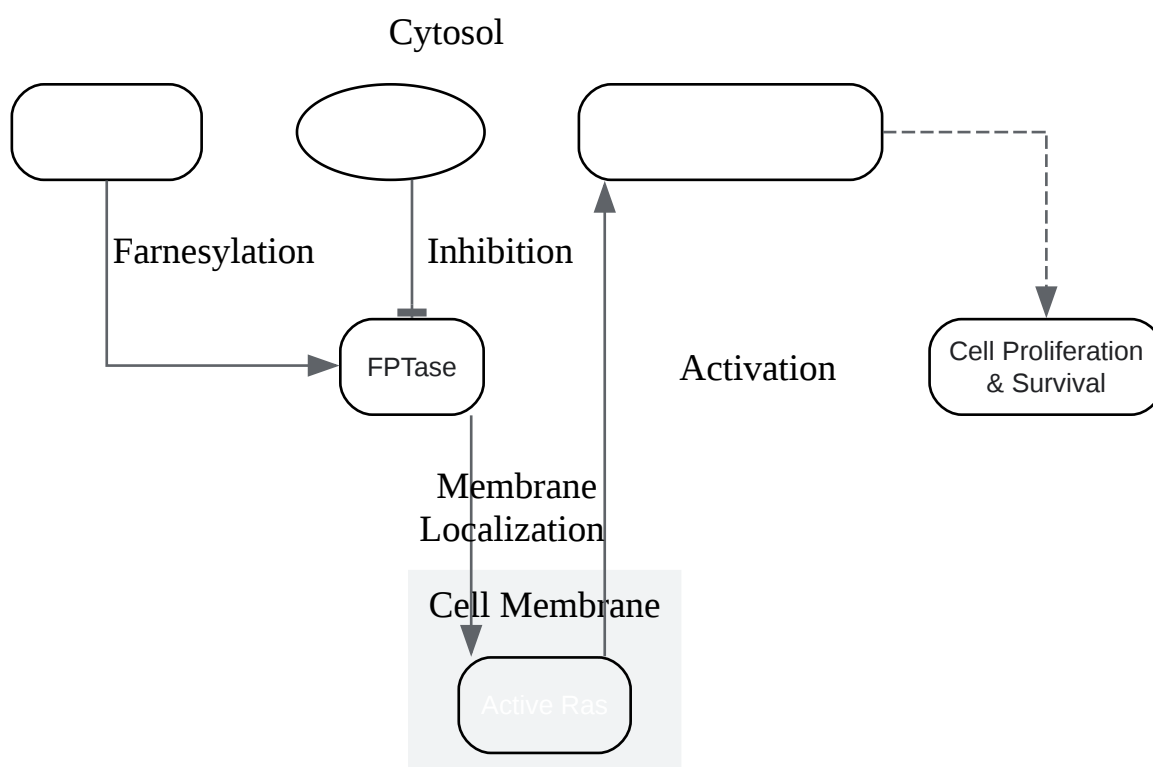 Cytosol
Farnesylation
Inhibition
FPTase
Activation
Cell Proliferation
& Survival
Membrane
Localization
Cell Membrane
Active Ras